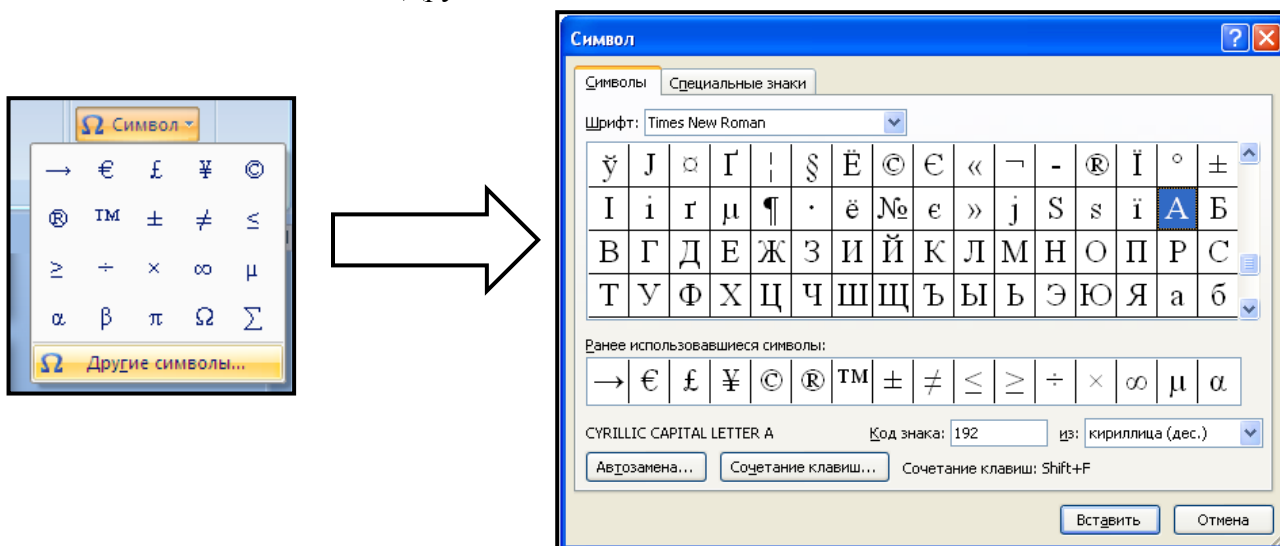 Символ
→ € £ ¥ ©
® ™ ± ≠ ≤
≥ ÷ × ∞ µ
α β π Ω Σ
Ω Другие символы...
Символ
Символы Специальные знаки
Шрифт: Times New Roman
ў Ј ¤ Ґ ¦ § Ё © Є « ¬ - ® Ї ° ±
І і ґ µ ¶ · ё № є » ј Ѕ ѕ ї А Б
В Г Д Е Ж З И Й К Л М Н О П Р С
Т У Ф Х Ц Ч Ш Щ Ъ Ы Ь Э Ю Я а б
Ранее использовавшиеся символы:
→ € £ ¥ © ® ™ ± ≠ ≤ ≥ ÷ × ∞ µ α
CYRILLIC CAPITAL LETTER A Код знака: 192 из: кириллица (дес.)
Автозамена... Сочетание клавиш... Сочетание клавиш: Shift+F
Вставить Отмена